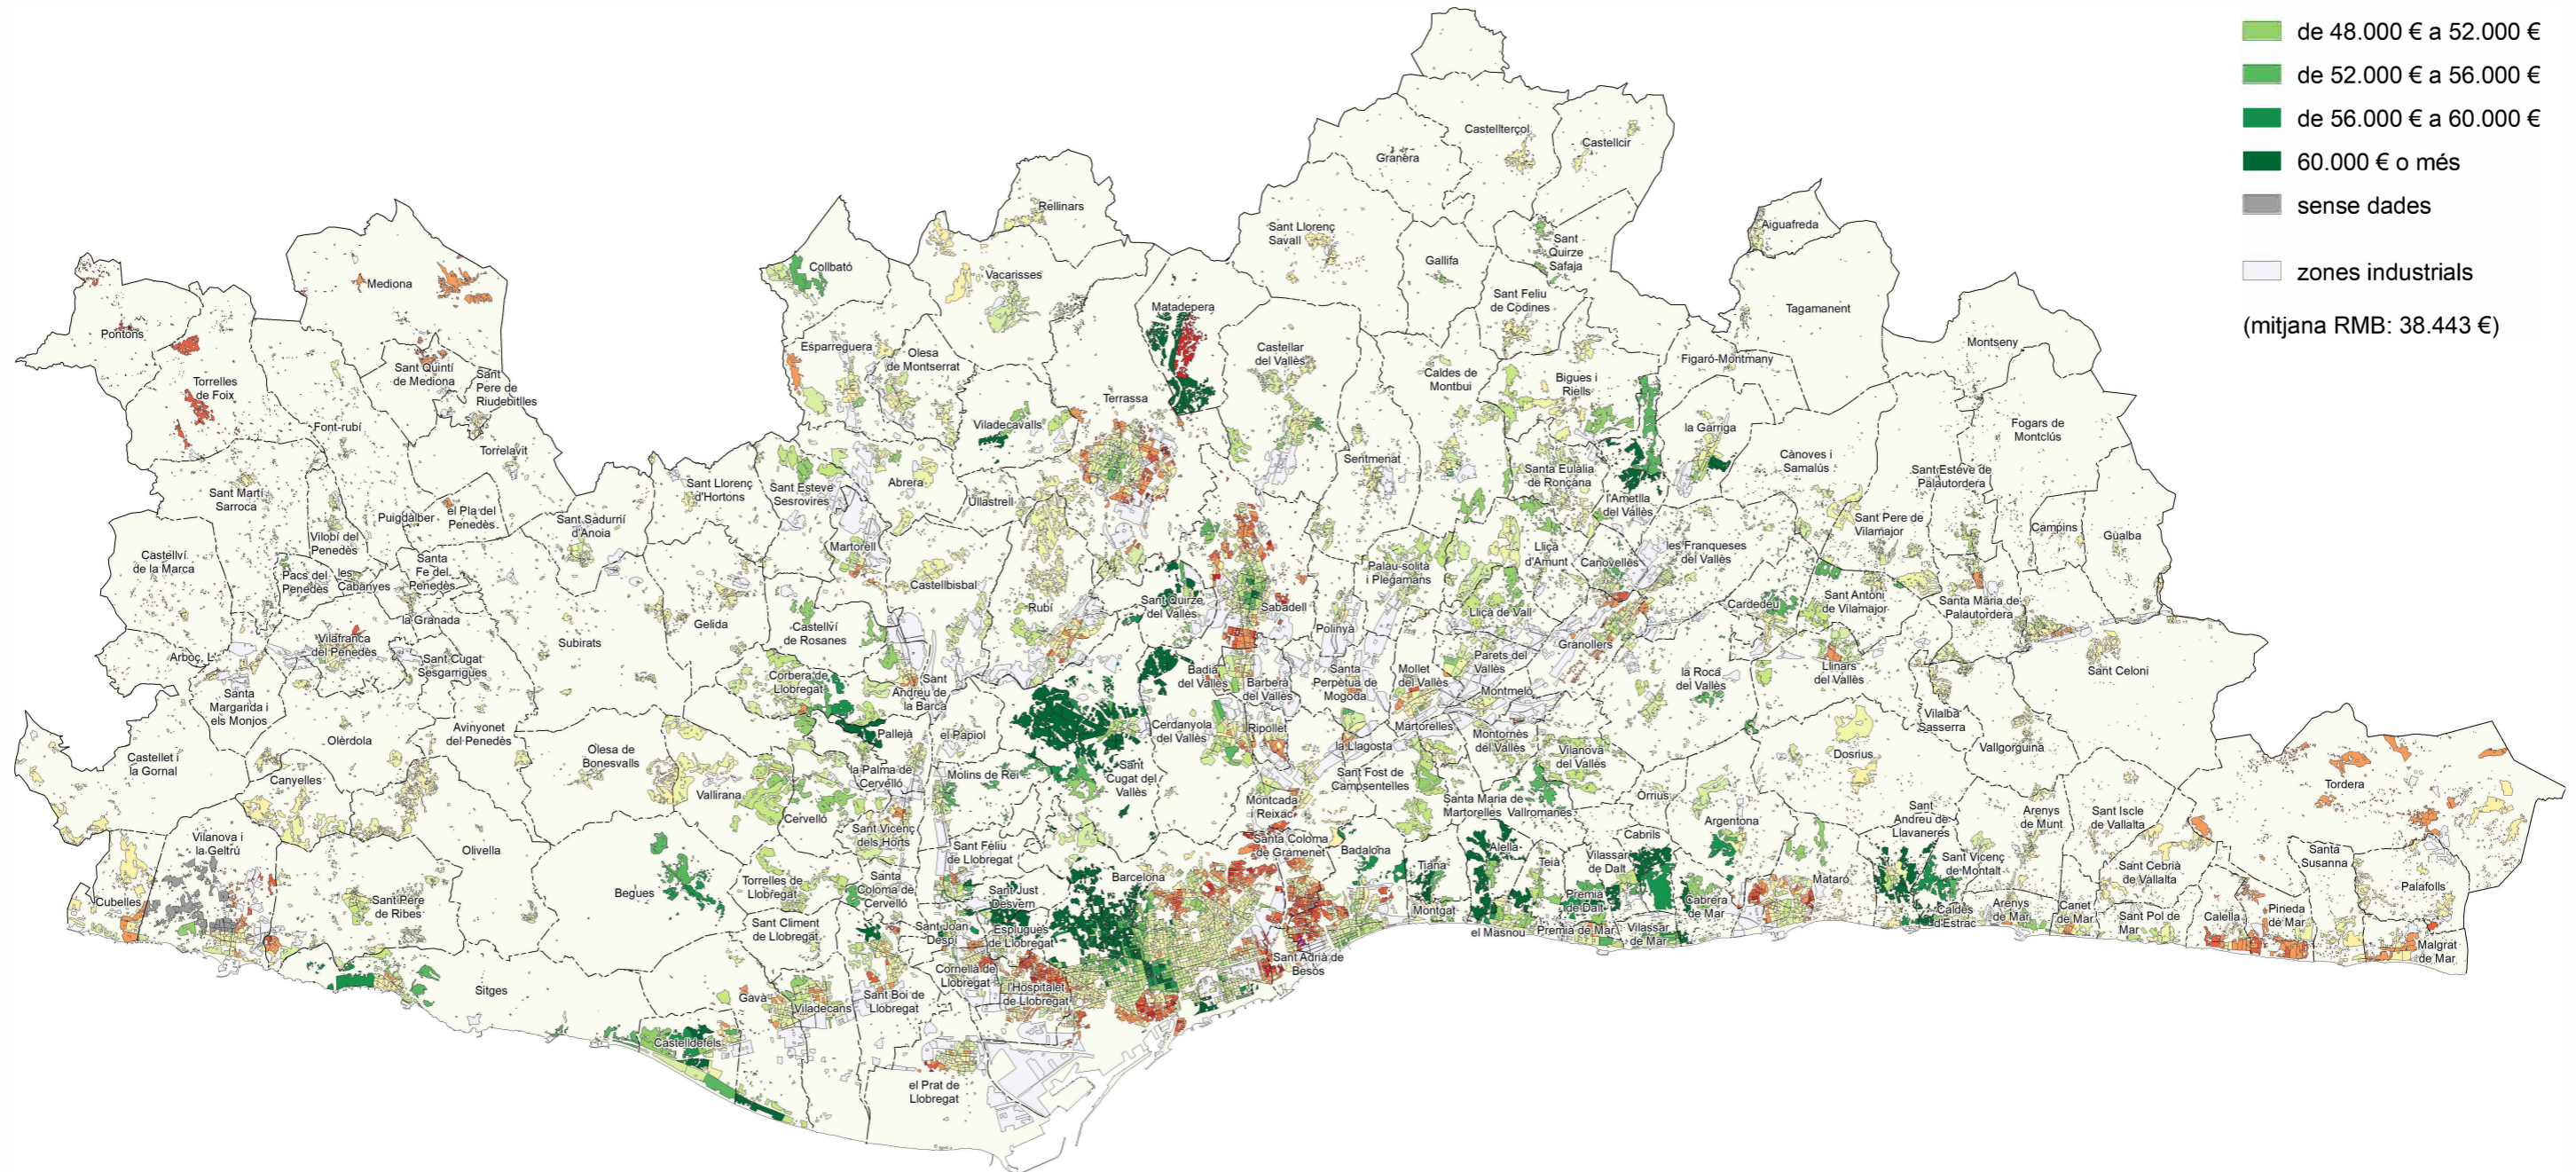 de 48.000 € a 52.000 €
de 52.000 € a 56.000 €
de 56.000 € a 60.000 €
60.000 € o més
sense dades
zones industrials
(mitjana RMB: 38.443 €)
Castellterçol
Castellcir
Granera
Rellinars
Sant Llorenç
Savall
Aiguafreda
Sant
Quirze
Safaja
Gallifa
Collbató
Vacarisses
Mediona
Matadepera
Sant Feliu
de Codines
Tagamanent
Pontons
Montseny
Esparreguera
Olesa
de Montserrat
Castellar
del Vallès
Figaró-Montmany
Sant Quintí
de Mediona
Sant
Pere de
Riudebitlles
Torrelles
de Foix
Caldes de
Montbui
Bigues i
Riells
Terrassa
Viladecavalls
Font-rubí
la Garriga
Fogars de
Montclús
Torrelavit
Sentmenat
Cànoves i
Samalús
Santa Eulàlia
de Ronçana
Sant Esteve de
Palautordera
Sant Martí
Sarroca
Sant Llorenç
d'Hortons
Sant Esteve
Sesrovires
Abrera
Ullastrell
l'Ametlla
del Vallès
Puigdàlber
el Pla del
Penedès
Sant Sadurní
d'Anoia
Sant Pere de
Vilamajor
Campins
Gualba
Vilobí del
Penedès
Martorell
Lliçà
d'Amunt
les Franqueses
del Vallès
Canovelles
Castellví
de la Marca
Pacs del
Penedès
les
Cabanyes
Santa
Fe del
Penedès
Castellbisbal
Palau-solità
i Plegamans
Rubí
Sant Quirze
del Vallès
Sabadell
Lliçà de Vall
Cardedeu
Sant Antoni
de Vilamajor
Santa Maria de
Palautordera
la Granada
Gelida
Castellví
de Rosanes
Polinyà
Subirats
Vilafranca
del Penedès
Arboç, L'
Sant Cugat
Sesgarrigues
Granollers
Parets del
Vallès
Santa
Margarida i
els Monjos
Corbera de
Llobregat
Sant
Andreu de
la Barca
Badia
del Vallès
Barberà
del Vallès
Santa
Perpètua de
Mogoda
Mollet
del Vallès
Montmeló
la Roca
del Vallès
Llinars
del Vallès
Sant Celoni
Avinyonet
del Penedès
Olèrdola
Pallejà
el Papiol
Cerdanyola
del Vallès
Ripollet
la Llagosta
Martorelles
Montornès
del Vallès
Vilanova
del Vallès
Vilalba
Sasserra
Vallgorguina
Dosrius
Castellet i
la Gornal
Canyelles
Olesa de
Bonesvalls
Vallirana
la Palma de
Cervelló
Molins de Rei
Sant
Cugat del
Vallès
Sant Fost de
Campsentelles
Tordera
Cervelló
Montcada
i Reixac
Santa Maria de
Martorelles
Vallromanes
Òrrius
Argentona
Sant
Andreu de
Llavaneres
Arenys
de Munt
Sant Iscle
de Vallalta
Vilanova i
la Geltrú
Olivella
Sant Vicenç
dels Horts
Sant Feliu
de Llobregat
Santa Coloma
de Gramenet
Badalona
Tiana
Alella
Teià
Vilassar
de Dalt
Cabrils
Sant Vicenç
de Montalt
Sant Cebrià
de Vallalta
Santa
Susanna
Palafolls
Begues
Torrelles de
Llobregat
Santa
Coloma de
Cervelló
Sant Just
Desvern
Barcelona
Mataró
Cubelles
Sant Pere
de Ribes
Montgat
Premià
de Dalt
Cabrera
de Mar
Caldes
d'Estrac
Arenys
de Mar
Canet
de Mar
Sant Pol de
Mar
Calella
Pineda
de Mar
Sant Climent
de Llobregat
Sant Joan
Despí
Esplugues
de Llobregat
el Masnou
Premià de Mar
Vilassar
de Mar
Malgrat
de Mar
Sant Adrià de
Besòs
Cornellà de
Llobregat
l'Hospitalet
de Llobregat
Sitges
Gavà
Viladecans
Sant Boi de
Llobregat
Castelldefels
el Prat de
Llobregat